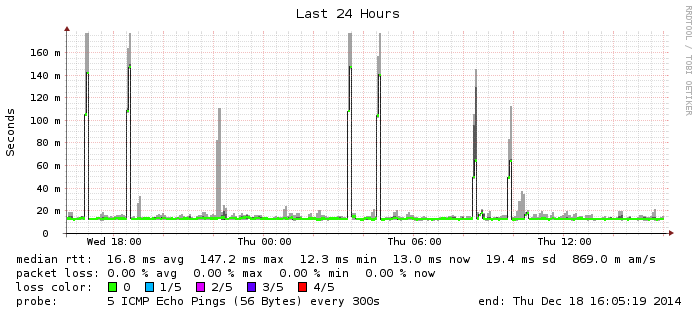 Last 24 Hours
RRDTOOL / TOBI OETIKER
Seconds
160 m
140 m
120 m
100 m
80 m
60 m
40 m
20 m
0
Wed 18:00 Thu 00:00 Thu 06:00 Thu 12:00
median rtt: 16.8 ms avg 147.2 ms max 12.3 ms min 13.0 ms now 19.4 ms sd 869.0 m am/s
packet loss: 0.00 % avg 0.00 % max 0.00 % min 0.00 % now
loss color: 0 1/5 2/5 3/5 4/5
probe: 5 ICMP Echo Pings (56 Bytes) every 300s end: Thu Dec 18 16:05:19 2014